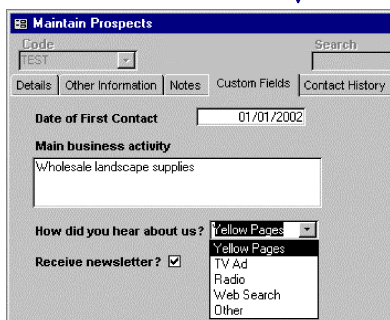 Maintain Prospects
Code Search
TEST
Details Other Information Notes Custom Fields Contact History
Date of First Contact 01/01/2002
Main business activity
Wholesale landscape supplies
How did you hear about us? Yellow Pages
Yellow Pages
Receive newsletter? TV Ad
Radio
Web Search
Other